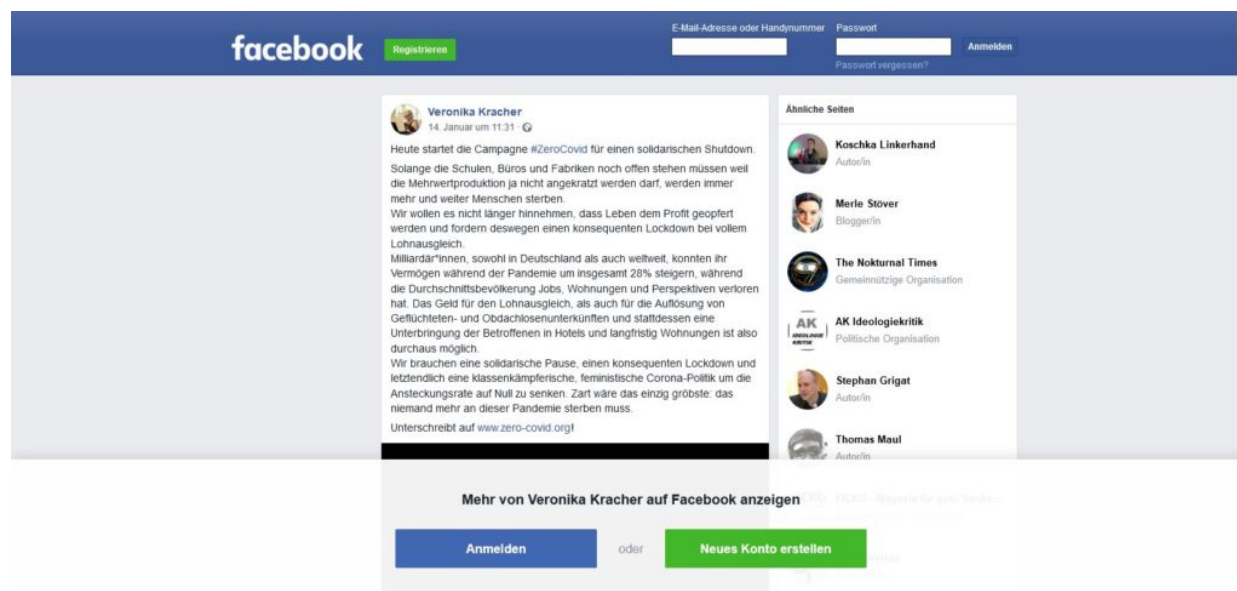 facebook
Registrieren
E-Mail-Adresse oder Handynummer
Passwort
Anmelden
Passwort vergessen?
Veronika Kracher
14. Januar um 11:31 ·
Heute startet die Campagne #ZeroCovid für einen solidarischen Shutdown.
Solange die Schulen, Büros und Fabriken noch offen stehen müssen weil
die Mehrwertproduktion ja nicht angekratzt werden darf, werden immer
mehr und weiter Menschen sterben.
Wir wollen es nicht länger hinnehmen, dass Leben dem Profit geopfert
werden und fordern deswegen einen konsequenten Lockdown bei vollem
Lohnausgleich.
Milliardär*innen, sowohl in Deutschland als auch weltweit, konnten ihr
Vermögen während der Pandemie um insgesamt 28% steigern, während
die Durchschnittsbevölkerung Jobs, Wohnungen und Perspektiven verloren
hat. Das Geld für den Lohnausgleich, als auch für die Auflösung von
Geflüchteten- und Obdachlosenunterkünften und stattdessen eine
Unterbringung der Betroffenen in Hotels und langfristig Wohnungen ist also
durchaus möglich.
Wir brauchen eine solidarische Pause, einen konsequenten Lockdown und
letztendlich eine klassenkämpferische, feministische Corona-Politik um die
Ansteckungsrate auf Null zu senken. Zart wäre das einzig gröbste: das
niemand mehr an dieser Pandemie sterben muss.
Unterschreibt auf www.zero-covid.org!
Ähnliche Seiten
Koschka Linkerhand
Autor/in
Merle Stöver
Blogger/in
The Nokturnal Times
Gemeinnützige Organisation
AK
IDEOLOGIE
KRITIK
AK Ideologiekritik
Politische Organisation
Stephan Grigat
Autor/in
Thomas Maul
Autor/in
Mehr von Veronika Kracher auf Facebook anzeigen
Anmelden
oder
Neues Konto erstellen